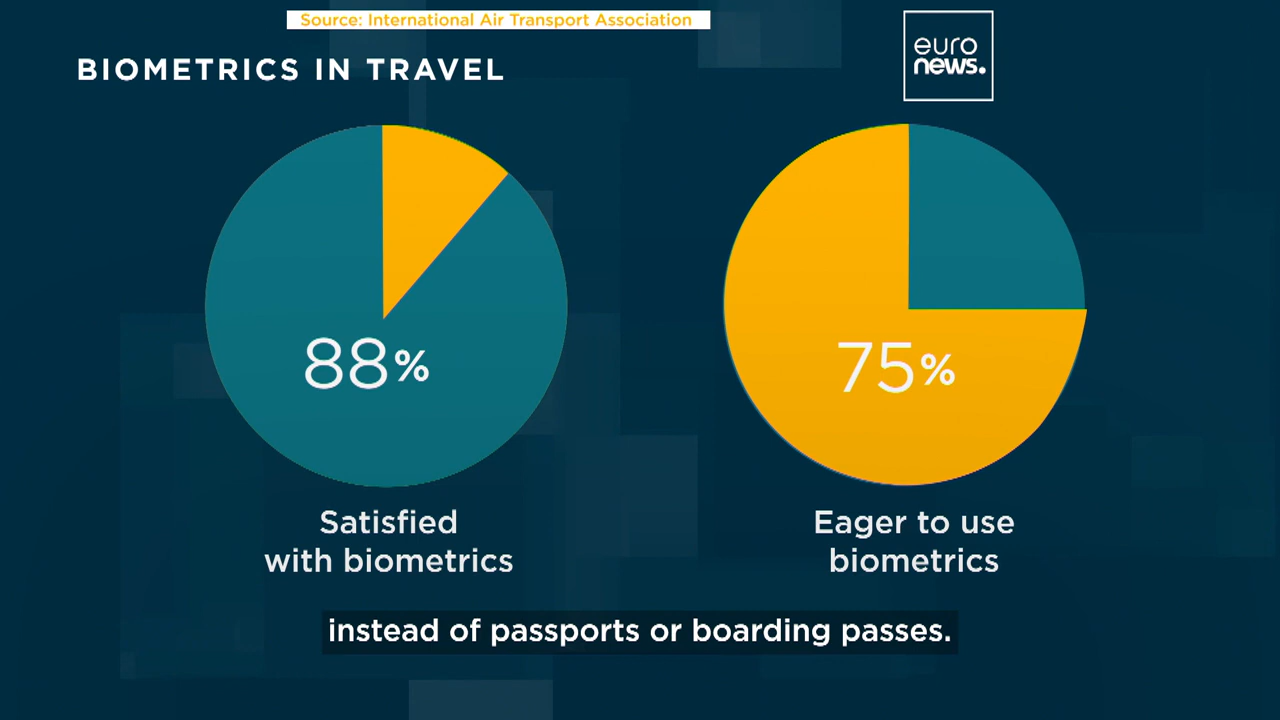 Source: International Air Transport Association
BIOMETRICS IN TRAVEL
euro
news.
88%
75%
Satisfied
with biometrics
Eager to use
biometrics
instead of passports or boarding passes.